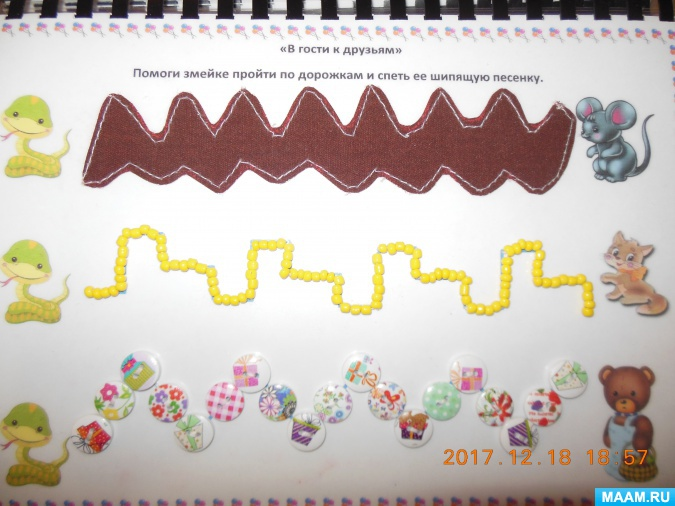 «В гости к друзьям»
Помоги змейке пройти по дорожкам и спеть ее шипящую песенку.
2017.12.18 18:57
MAAM.RU